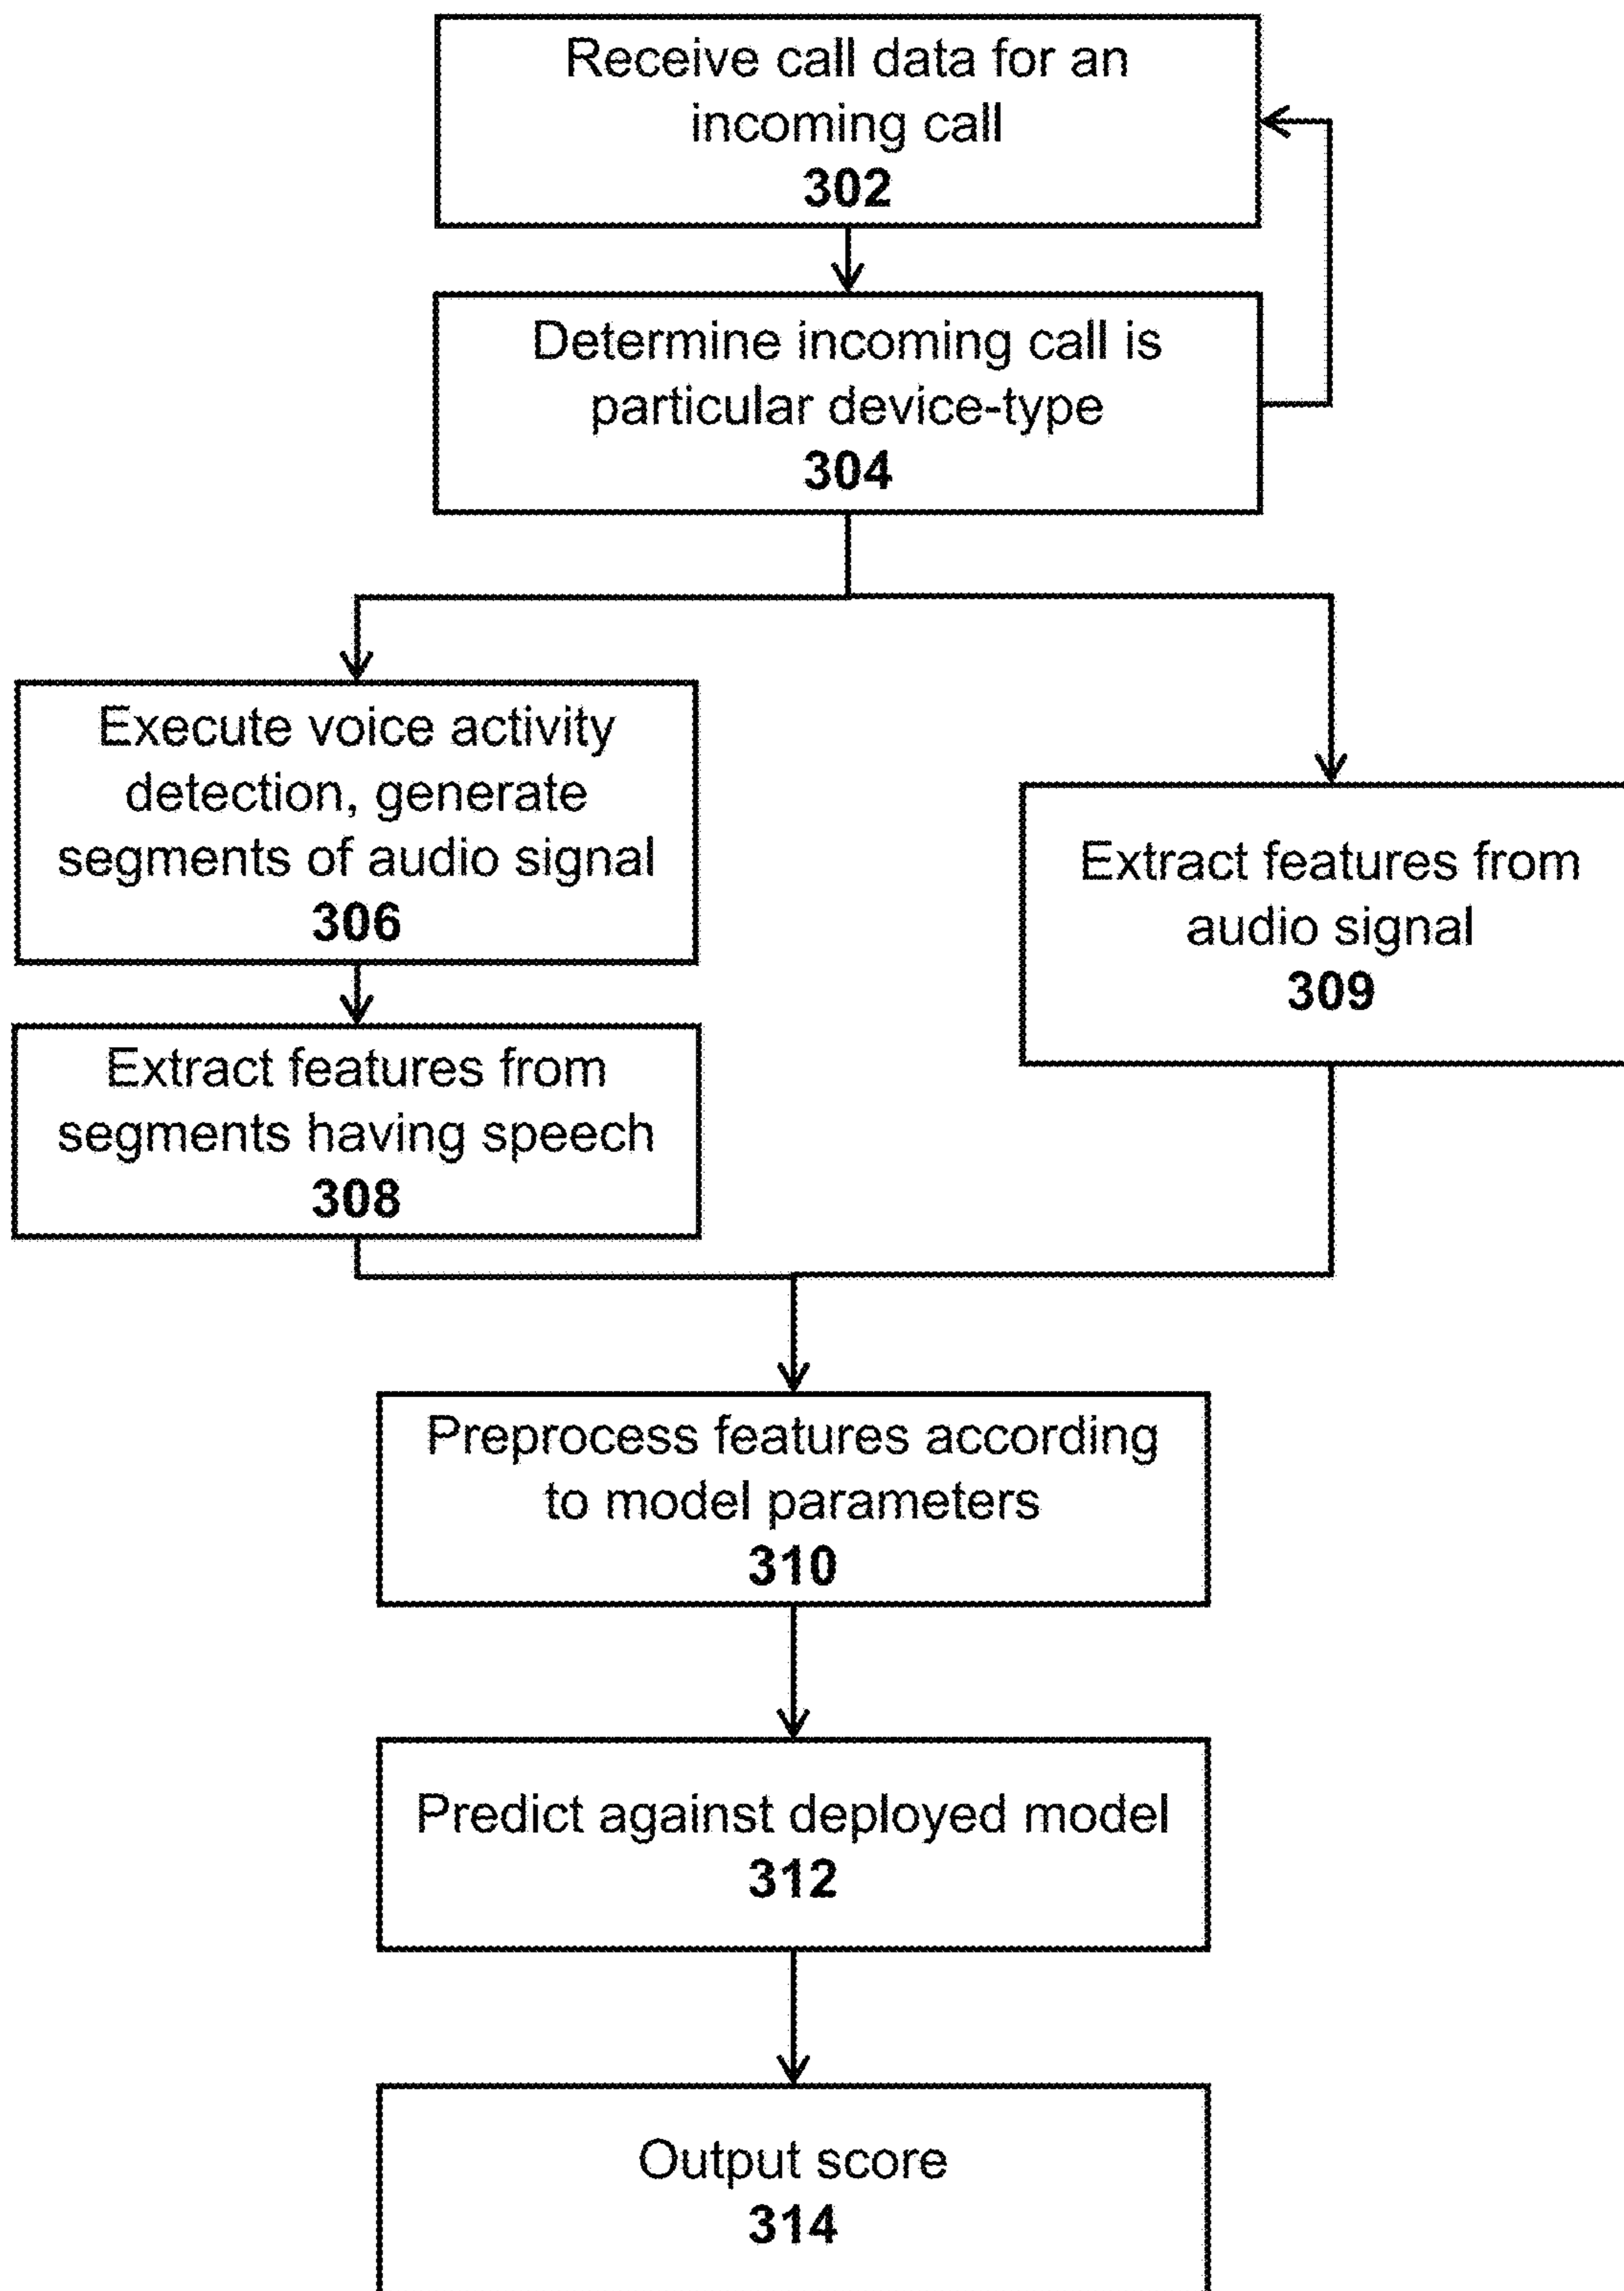 Receive call data for an
incoming call
302
Determine incoming call is
particular device-type
304
Execute voice activity
detection, generate
segments of audio signal
306
Extract features from
audio signal
309
Extract features from
segments having speech
308
Preprocess features according
to model parameters
310
Predict against deployed model
312
Output score
314